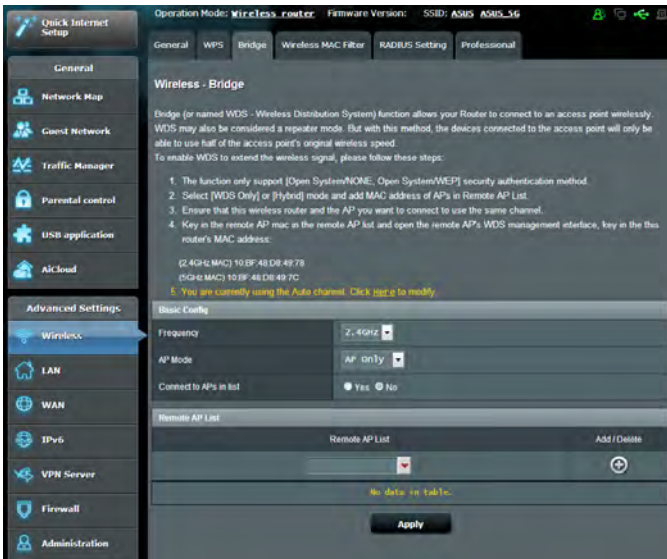 Quick Internet
Setup
Operation Mode: Wireless router Firmware Version: SSID: ASUS ASUS_5G
General WPS Bridge Wireless MAC Filter RADIUS Setting Professional
General
Network Map
Guest Network
Traffic Manager
Parental control
USB application
AiCloud
Advanced Settings
Wireless
LAN
WAN
IPv6
VPN Server
Firewall
Administration
Wireless - Bridge
Bridge (or named WDS - Wireless Distribution System) function allows your Router to connect to an access point wirelessly.
WDS may also be considered a repeater mode. But with this method, the devices connected to the access point will only be
able to use half of the access point's original wireless speed.
To enable WDS to extend the wireless signal, please follow these steps:
1. The function only support [Open System/NONE, Open System/WEP] security authentication method.
2. Select [WDS Only] or [Hybrid] mode and add MAC address of APs in Remote AP List.
3. Ensure that this wireless router and the AP you want to connect to use the same channel.
4. Key in the remote AP mac in the remote AP list and open the remote AP's WDS management interface, key in the this
router's MAC address:
(2.4GHz MAC) 10:BF:48:D8:49:78
(5GHz MAC) 10:BF:48:D8:49:7C
5. You are currently using the Auto channel. Click Here to modify.
Basic Config
Frequency 2.4GHz
AP Mode AP Only
Connect to APs in list Yes No
Remote AP List
Remote AP List Add / Delete
No data in table.
Apply